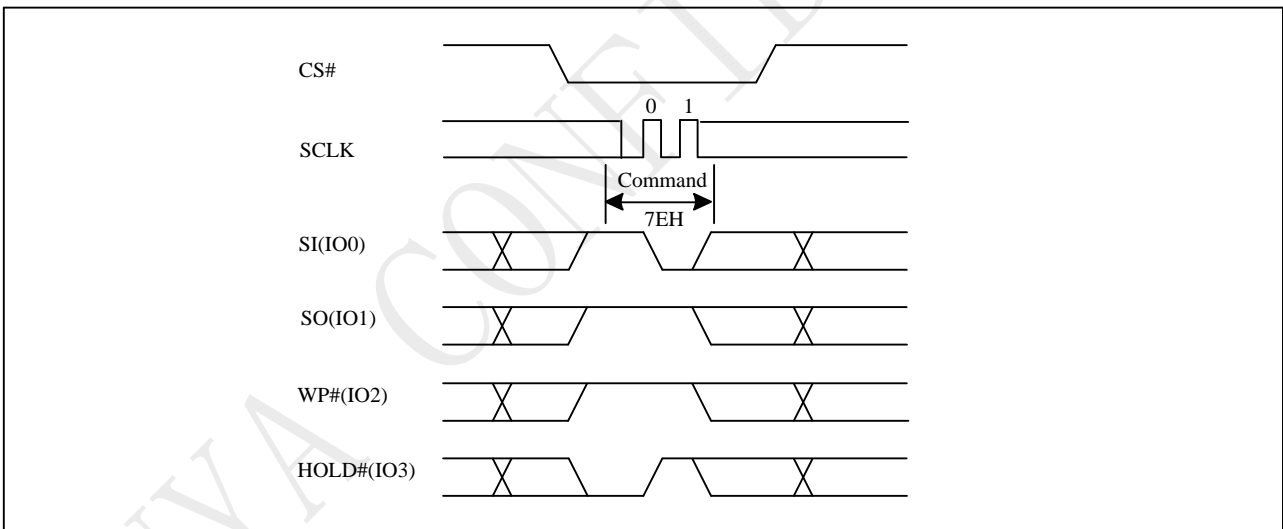 CS#
0 1
SCLK
Command
7EH
SI(IO0)
SO(IO1)
WP#(IO2)
HOLD#(IO3)